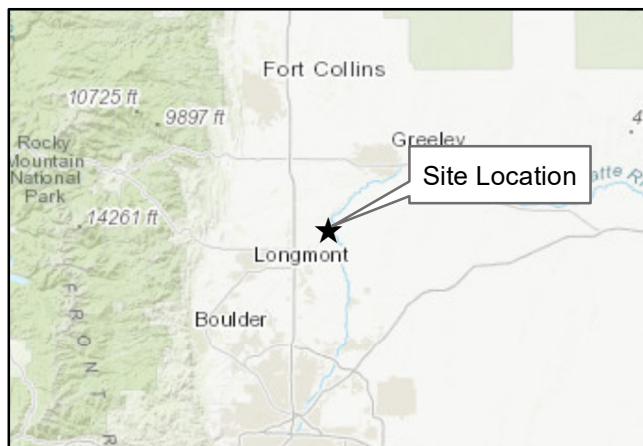 Fort Collins
10725 ft
9897 ft
Greeley
Rocky
Mountain
National
Park
Site Location
14261 ft
Longmont
Boulder
F R O N T